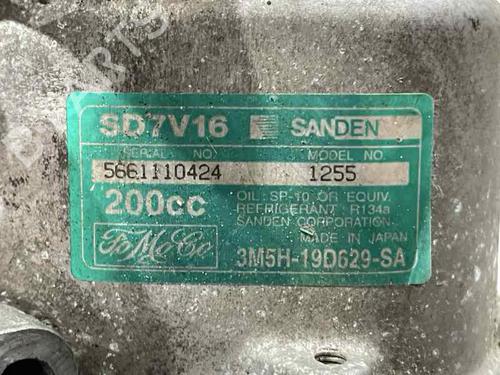 PARTS
SD7V16 SANDEN
SERIAL NO. MODEL NO.
5661110424 1255
200cc
OIL: SP-10 OR EQUIV.
REFRIGERANT R134a
SANDEN CORPORATION
MADE IN JAPAN
FoMoCo 3M5H-19D629-SA